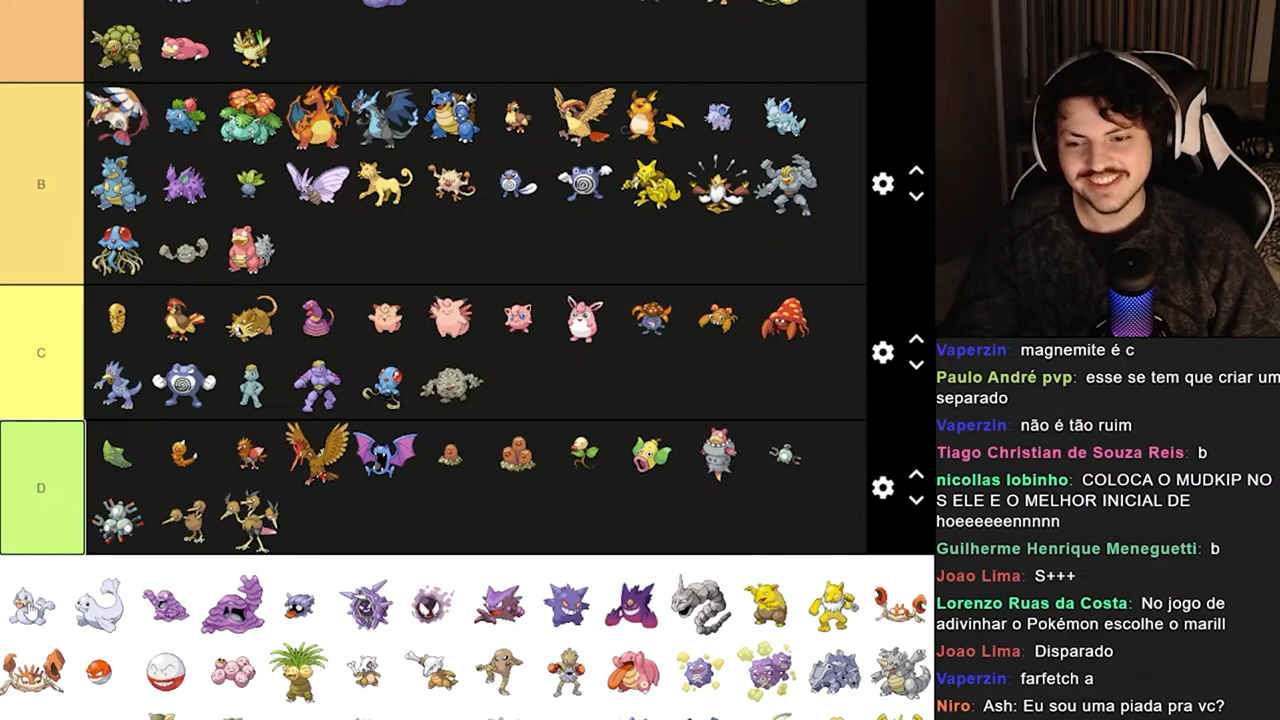 B
C
D
Vaperzin: magnemite é c
Paulo André pvp: esse se tem que criar um
separado
Vaperzin: não é tão ruim
Tiago Christian de Souza Reis: b
nicollas lobinho: COLOCA O MUDKIP NO
S ELE E O MELHOR INICIAL DE
hoeeeeennnnn
Guilherme Henrique Meneguetti: b
Joao Lima: S+++
Lorenzo Ruas da Costa: No jogo de
adivinhar o Pokémon escolhe o marill
Joao Lima: Disparado
Vaperzin: farfetch a
Niro: Ash: Eu sou uma piada pra vc?